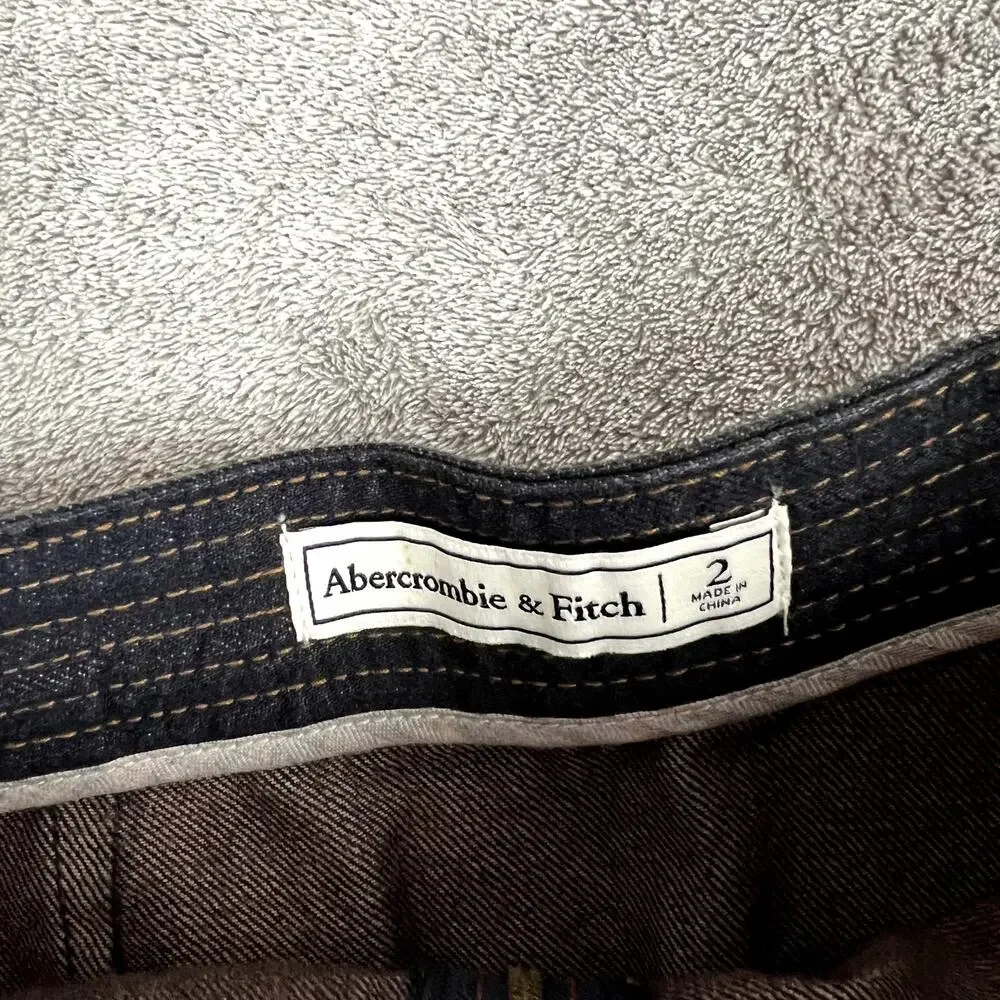 Abercrombie & Fitch | 2
MADE IN
CHINA